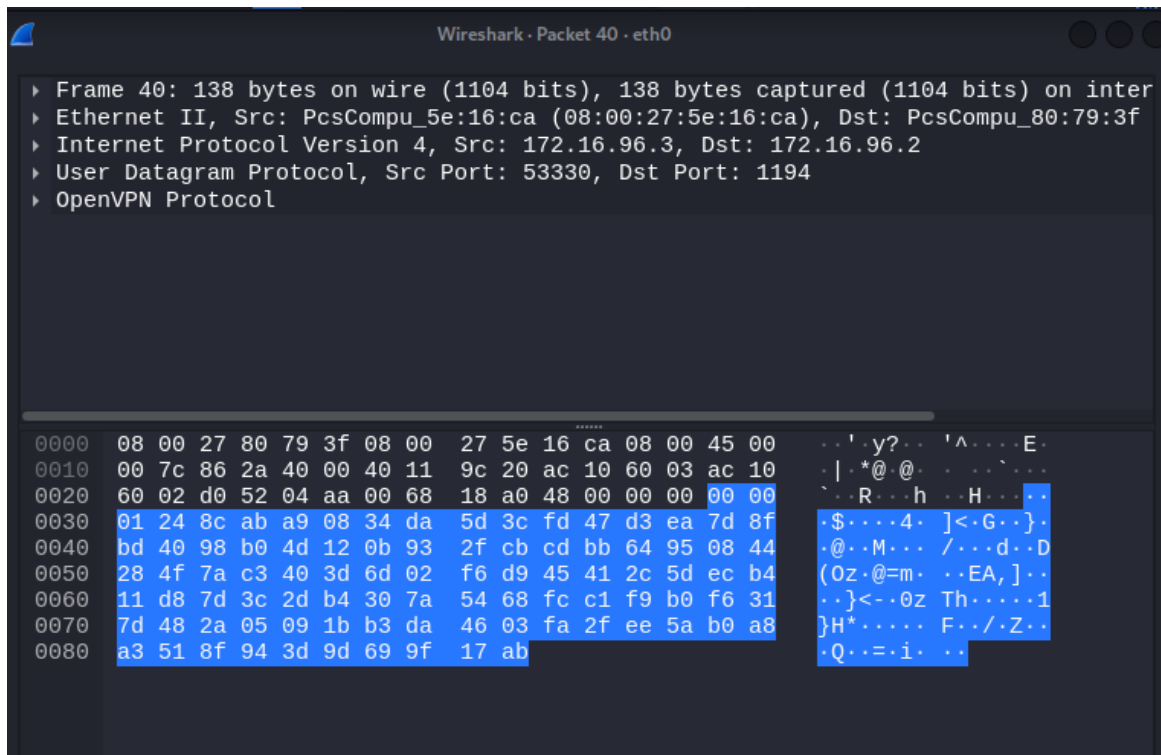 Wireshark · Packet 40 · eth0
Frame 40: 138 bytes on wire (1104 bits), 138 bytes captured (1104 bits) on inter
Ethernet II, Src: PcsCompu_5e:16:ca (08:00:27:5e:16:ca), Dst: PcsCompu_80:79:3f
Internet Protocol Version 4, Src: 172.16.96.3, Dst: 172.16.96.2
User Datagram Protocol, Src Port: 53330, Dst Port: 1194
OpenVPN Protocol
0000 08 00 27 80 79 3f 08 00 27 5e 16 ca 08 00 45 00 ··'·y?·· '^····E·
0010 00 7c 86 2a 40 00 40 11 9c 20 ac 10 60 03 ac 10 ·|·*@·@· · ··`···
0020 60 02 d0 52 04 aa 00 68 18 a0 48 00 00 00 00 00 `··R···h ··H·····
0030 01 24 8c ab a9 08 34 da 5d 3c fd 47 d3 ea 7d 8f ·$····4· ]<·G··}·
0040 bd 40 98 b0 4d 12 0b 93 2f cb cd bb 64 95 08 44 ·@··M··· /···d··D
0050 28 4f 7a c3 40 3d 6d 02 f6 d9 45 41 2c 5d ec b4 (Oz·@=m· ··EA,]··
0060 11 d8 7d 3c 2d b4 30 7a 54 68 fc c1 f9 b0 f6 31 ··}<-·0z Th·····1
0070 7d 48 2a 05 09 1b b3 da 46 03 fa 2f ee 5a b0 a8 }H*····· F··/·Z··
0080 a3 51 8f 94 3d 9d 69 9f 17 ab ·Q··=·i· ··